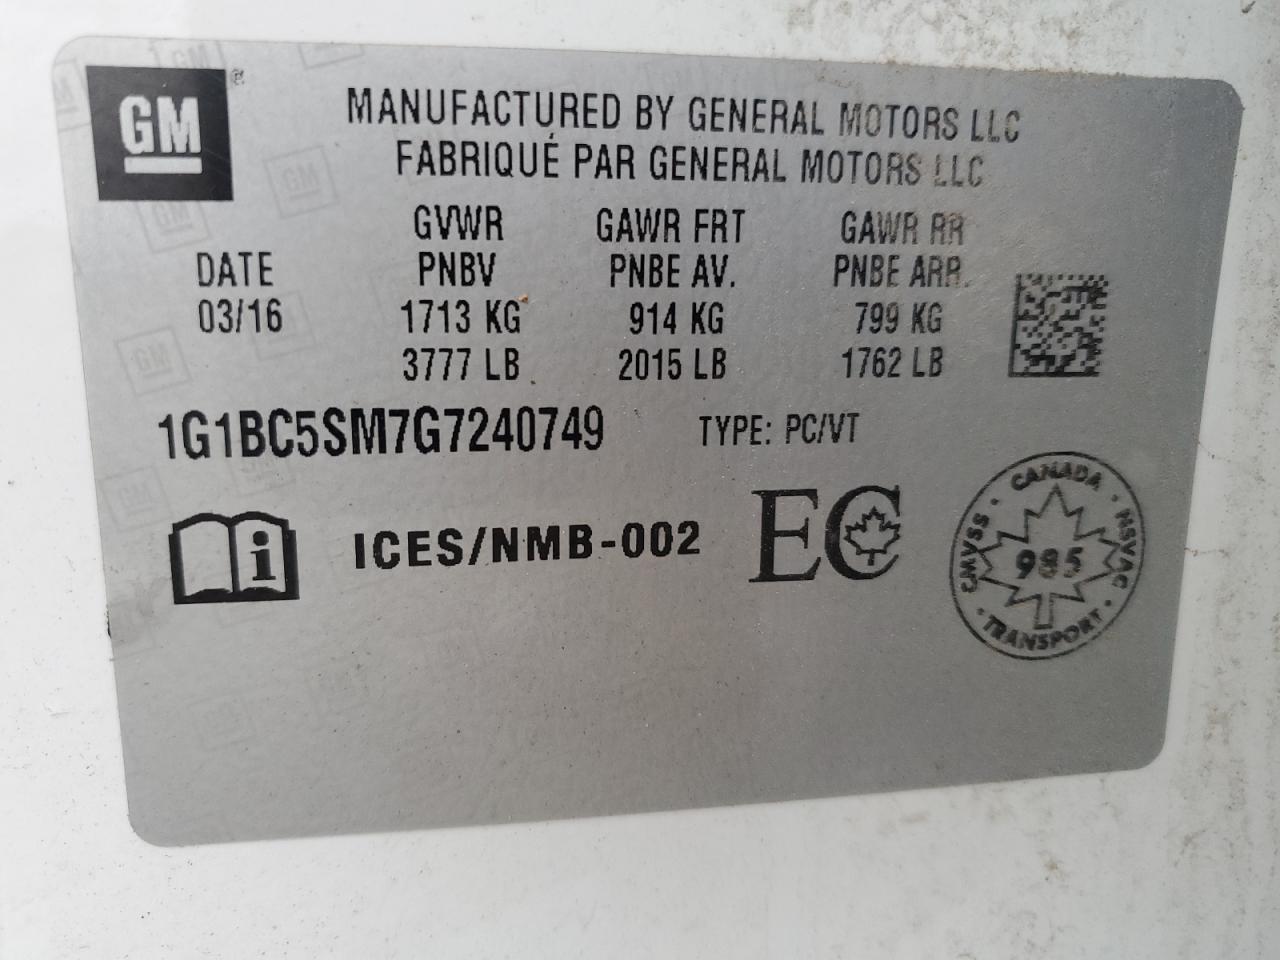 GM
®
MANUFACTURED BY GENERAL MOTORS LLC
FABRIQUÉ PAR GENERAL MOTORS LLC
GVWR GAWR FRT GAWR RR
DATE PNBV PNBE AV. PNBE ARR.
03/16 1713 KG 914 KG 799 KG
3777 LB 2015 LB 1762 LB
1G1BC5SM7G7240749 TYPE: PC/VT
i ICES/NMB-002 EC
CANADA · NSVAC · TRANSPORT · CMVSS ·
985